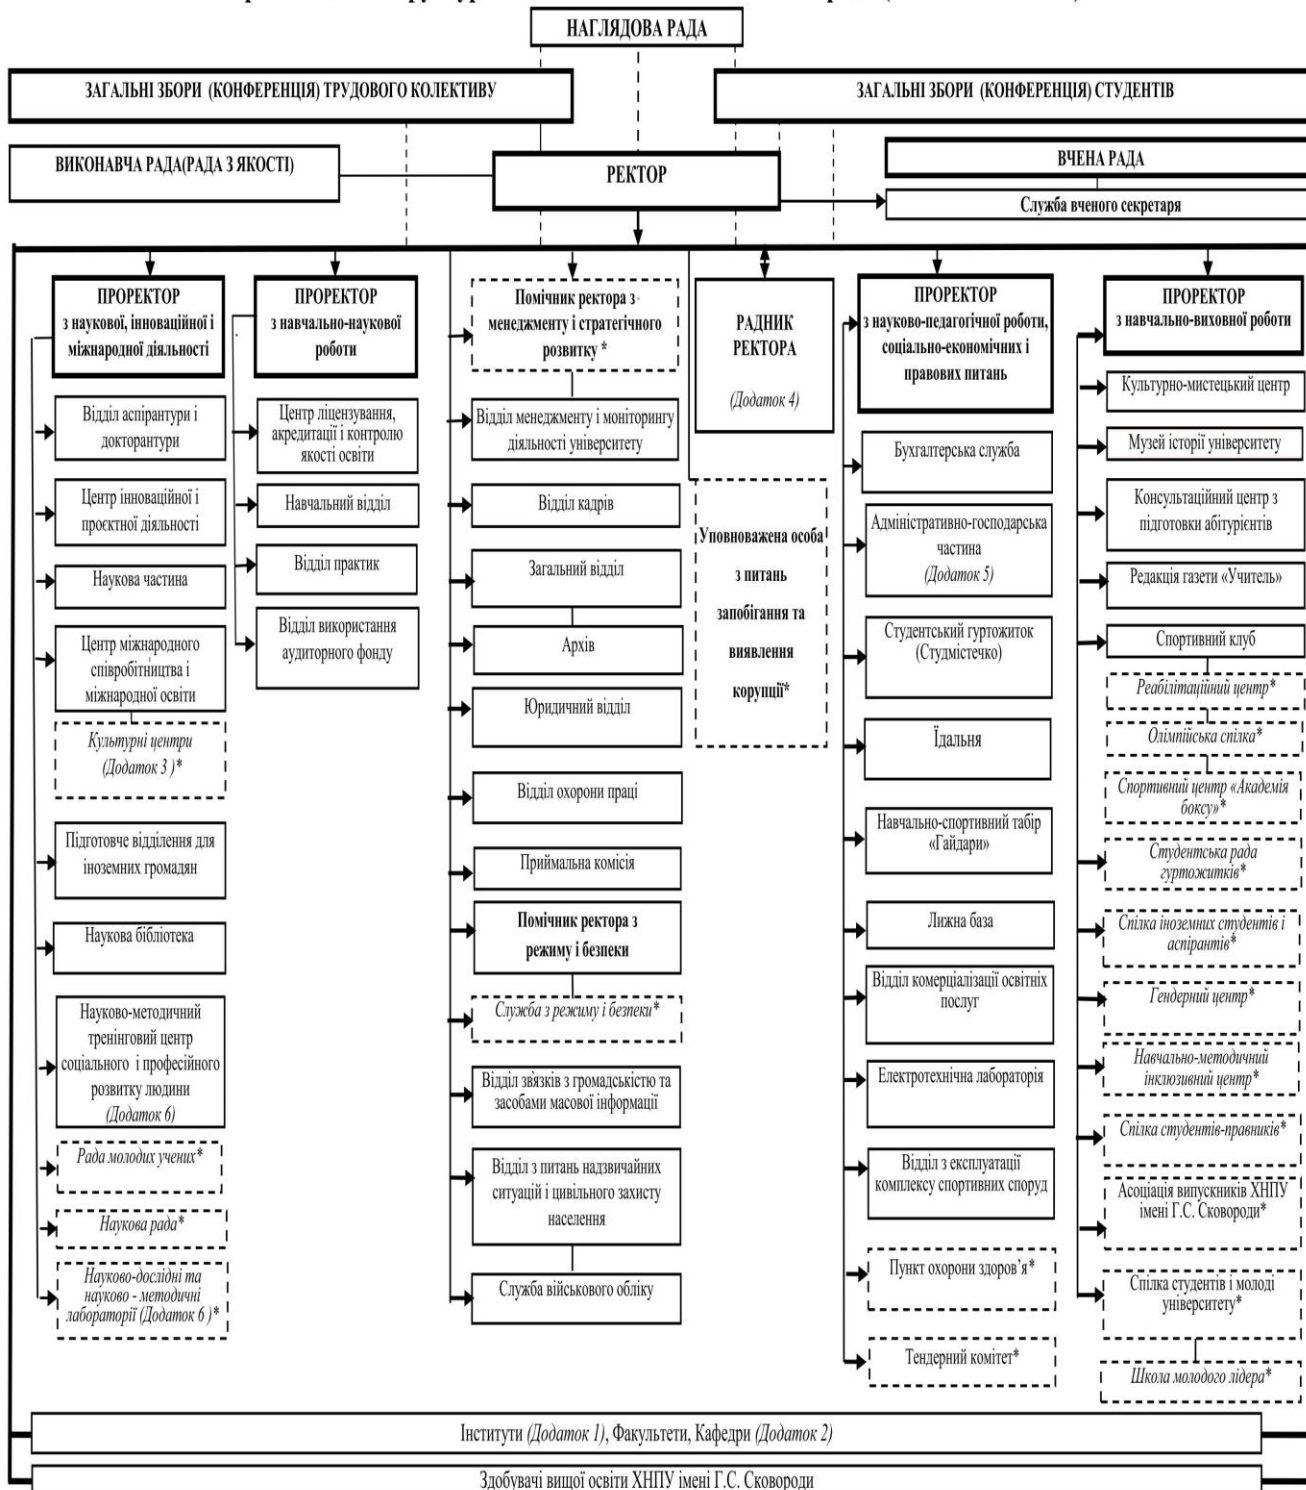 НАГЛЯДОВА РАДА
ЗАГАЛЬНІ ЗБОРИ (КОНФЕРЕНЦІЯ) ТРУДОВОГО КОЛЕКТИВУ
ЗАГАЛЬНІ ЗБОРИ (КОНФЕРЕНЦІЯ) СТУДЕНТІВ
ВИКОНАВЧА РАДА(РАДА З ЯКОСТІ)
РЕКТОР
ВЧЕНА РАДА
Служба вченого секретаря
ПРОРЕКТОР
з наукової, інноваційної і
міжнародної діяльності
Відділ аспірантури і
докторантури
Центр інноваційної і
проєктної діяльності
Наукова частина
Центр міжнародного
співробітництва і
міжнародної освіти
Культурні центри
(Додаток 3 )*
Підготовче відділення для
іноземних громадян
Наукова бібліотека
Науково-методичний
тренінговий центр
соціального і професійного
розвитку людини
(Додаток 6)
Рада молодих учених*
Наукова рада*
Науково-дослідні та
науково - методичні
лабораторії (Додаток 6 )*
ПРОРЕКТОР
з навчально-наукової
роботи
Центр ліцензування,
акредитації і контролю
якості освіти
Навчальний відділ
Відділ практик
Відділ використання
аудиторного фонду
Помічник ректора з
менеджменту і стратегічного
розвитку *
Відділ менеджменту і моніторингу
діяльності університету
Відділ кадрів
Загальний відділ
Архів
Юридичний відділ
Відділ охорони праці
Приймальна комісія
Помічник ректора з
режиму і безпеки
Служба з режиму і безпеки*
Відділ зв'язків з громадськістю та
засобами масової інформації
Відділ з питань надзвичайних
ситуацій і цивільного захисту
населення
Служба військового обліку
РАДНИК
РЕКТОРА
(Додаток 4)
Уповноважена особа
з питань
запобігання та
виявлення
корупції*
ПРОРЕКТОР
з науково-педагогічної роботи,
соціально-економічних і
правових питань
Бухгалтерська служба
Адміністративно-господарська
частина
(Додаток 5)
Студентський гуртожиток
(Студмістечко)
Їдальня
Навчально-спортивний табір
«Гайдари»
Лижна база
Відділ комерціалізації освітніх
послуг
Електротехнічна лабораторія
Відділ з експлуатації
комплексу спортивних споруд
Пункт охорони здоров'я*
Тендерний комітет*
ПРОРЕКТОР
з навчально-виховної роботи
Культурно-мистецький центр
Музей історії університету
Консультаційний центр з
підготовки абітурієнтів
Редакція газети «Учитель»
Спортивний клуб
Реабілітаційний центр*
Олімпійська спілка*
Спортивний центр «Академія
боксу»*
Студентська рада
гуртожитків*
Спілка іноземних студентів і
аспірантів*
Гендерний центр*
Навчально-методичний
інклюзивний центр*
Спілка студентів-правників*
Асоціація випускників ХНПУ
імені Г.С. Сковороди*
Спілка студентів і молоді
університету*
Школа молодого лідера*
Інститути (Додаток 1), Факультети, Кафедри (Додаток 2)
Здобувачі вищої освіти ХНПУ імені Г.С. Сковороди